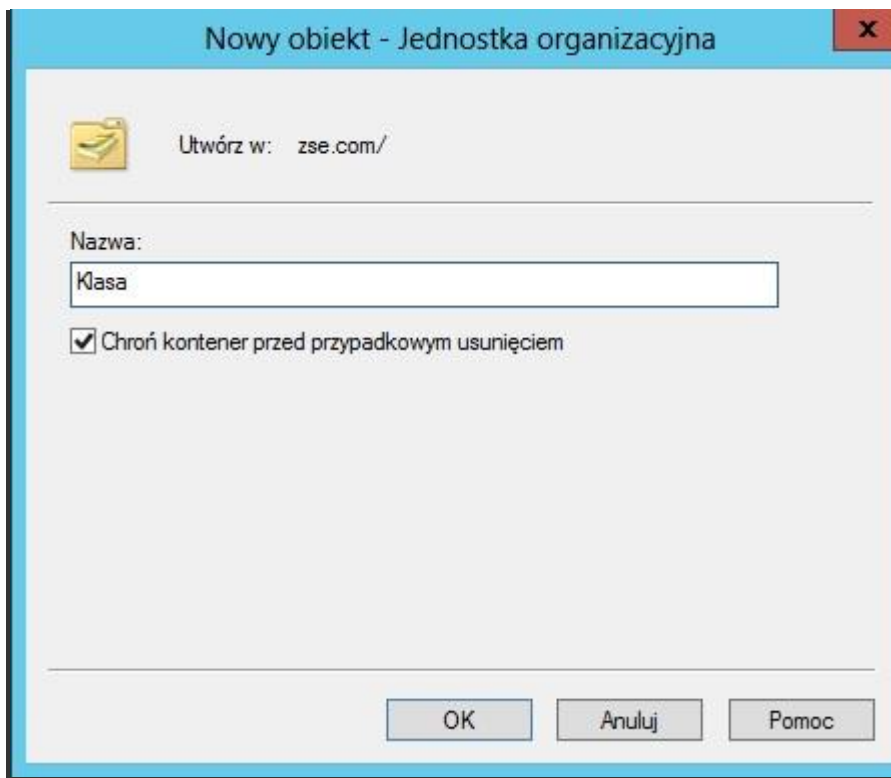 Nowy obiekt - Jednostka organizacyjna
x
Utwórz w: zse.com/
Nazwa:
Klasa
Chroń kontener przed przypadkowym usunięciem
OK Anuluj Pomoc